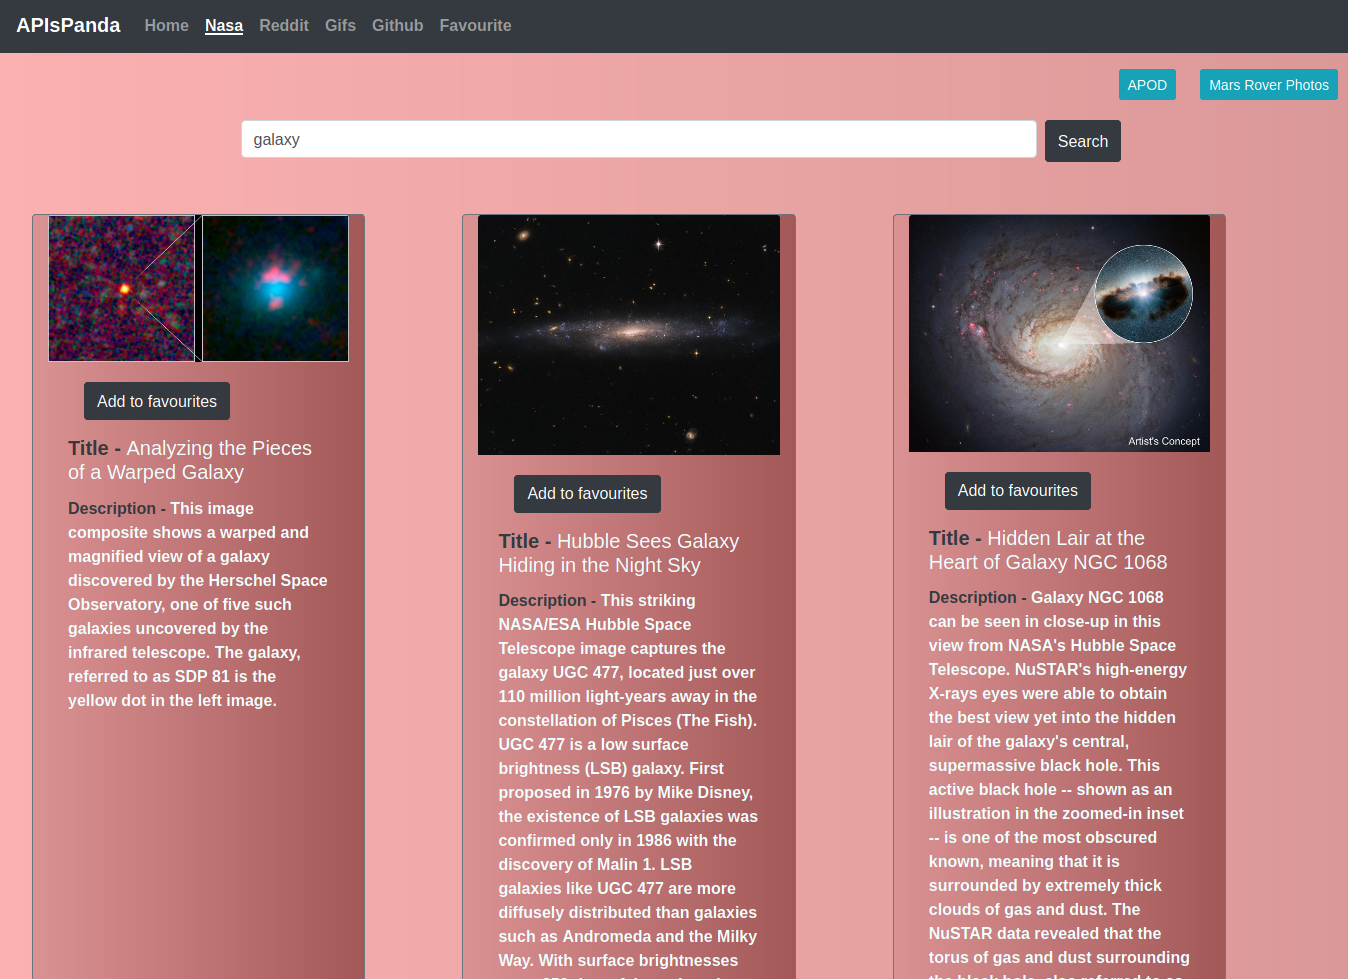 APIsPanda Home Nasa Reddit Gifs Github Favourite
APOD Mars Rover Photos
galaxy Search
Add to favourites
Title - Analyzing the Pieces
of a Warped Galaxy
Description - This image
composite shows a warped and
magnified view of a galaxy
discovered by the Herschel Space
Observatory, one of five such
galaxies uncovered by the
infrared telescope. The galaxy,
referred to as SDP 81 is the
yellow dot in the left image.
Add to favourites
Title - Hubble Sees Galaxy
Hiding in the Night Sky
Description - This striking
NASA/ESA Hubble Space
Telescope image captures the
galaxy UGC 477, located just over
110 million light-years away in the
constellation of Pisces (The Fish).
UGC 477 is a low surface
brightness (LSB) galaxy. First
proposed in 1976 by Mike Disney,
the existence of LSB galaxies was
confirmed only in 1986 with the
discovery of Malin 1. LSB
galaxies like UGC 477 are more
diffusely distributed than galaxies
such as Andromeda and the Milky
Way. With surface brightnesses
Artist's Concept
Add to favourites
Title - Hidden Lair at the
Heart of Galaxy NGC 1068
Description - Galaxy NGC 1068
can be seen in close-up in this
view from NASA's Hubble Space
Telescope. NuSTAR's high-energy
X-rays eyes were able to obtain
the best view yet into the hidden
lair of the galaxy's central,
supermassive black hole. This
active black hole -- shown as an
illustration in the zoomed-in inset
-- is one of the most obscured
known, meaning that it is
surrounded by extremely thick
clouds of gas and dust. The
NuSTAR data revealed that the
torus of gas and dust surrounding